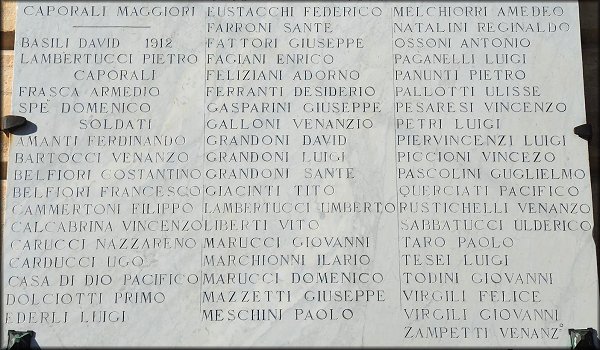 CAPORALI MAGGIORI
BASILI DAVID 1912
LAMBERTUCCI PIETRO
CAPORALI
FRASCA ARMEDIO
SPE DOMENICO
SOLDATI
AMANTI FERDINANDO
BARTOCCI VENANZO
BELFIORI COSTANTINO
BELFIORI FRANCESCO
CAMMERTONI FILIPPO
CALCABRINA VINCENZO
CARUCCI NAZZARENO
CARDUCCI UGO
CASA DI DIO PACIFICO
DOLCIOTTI PRIMO
EDERLI LUIGI
EUSTACCHI FEDERICO
FARRONI SANTE
FATTORI GIUSEPPE
FAGIANI ENRICO
FELIZIANI ADORNO
FERRANTI DESIDERIO
GASPARINI GIUSEPPE
GALLONI VENANZIO
GRANDONI DAVID
GRANDONI LUIGI
GRANDONI SANTE
GIACINTI TITO
LAMBERTUCCI UMBERTO
LIBERTI VITO
MARUCCI GIOVANNI
MARCHIONNI ILARIO
MARUCCI DOMENICO
MAZZETTI GIUSEPPE
MESCHINI PAOLO
MELCHIORRI AMEDEO
NATALINI REGINALDO
OSSONI ANTONIO
PAGANELLI LUIGI
PANUNTI PIETRO
PALLOTTI ULISSE
PESARESI VINCENZO
PETRI LUIGI
PIERVINCENZI LUIGI
PICCIONI VINCEZO
PASCOLINI GUGLIELMO
QUERCIATI PACIFICO
RUSTICHELLI VENANZO
SABBATUCCI ULDERICO
TARO PAOLO
TESEI LUIGI
TODINI GIOVANNI
VIRGILI FELICE
VIRGILI GIOVANNI
ZAMPETTI VENANZº